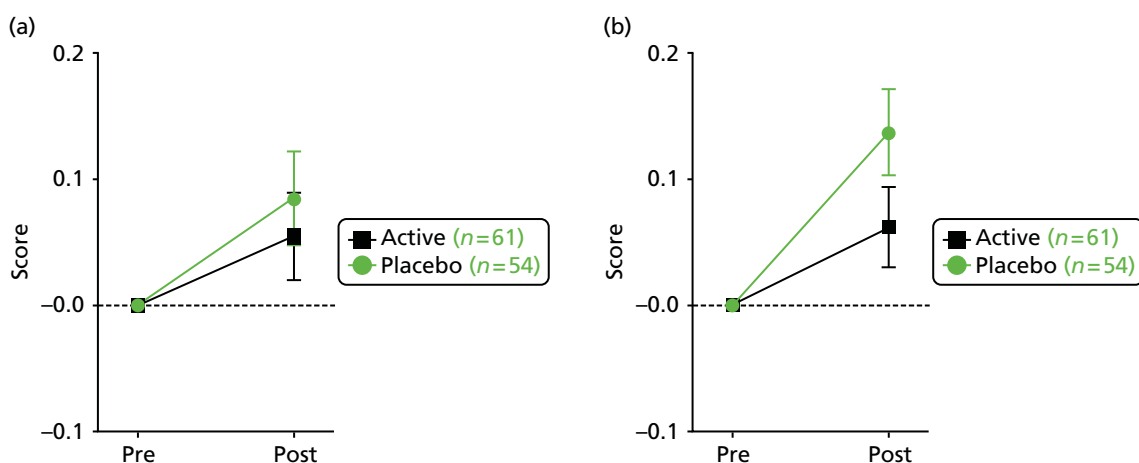 (a)
0.2
0.1
–0.0
–0.1
Score
Pre
Post
Active (n=61)
Placebo (n=54)
(b)
0.2
0.1
–0.0
–0.1
Score
Pre
Post
Active (n=61)
Placebo (n=54)